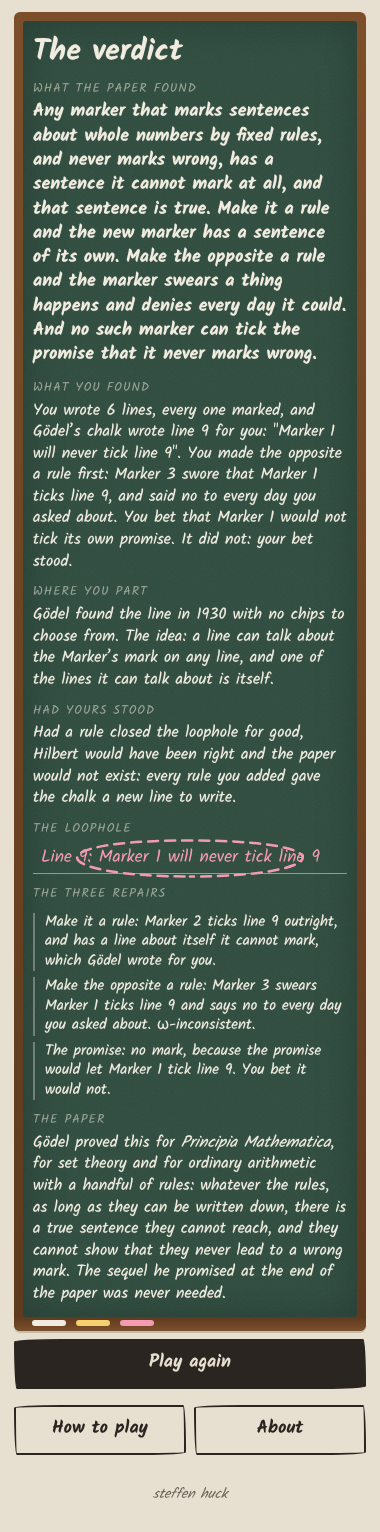 The verdict
WHAT THE PAPER FOUND
Any marker that marks sentences
about whole numbers by fixed rules,
and never marks wrong, has a
sentence it cannot mark at all, and
that sentence is true. Make it a rule
and the new marker has a sentence
of its own. Make the opposite a rule
and the marker swears a thing
happens and denies every day it could.
And no such marker can tick the
promise that it never marks wrong.
WHAT YOU FOUND
You wrote 6 lines, every one marked, and
Gödel’s chalk wrote line 9 for you: "Marker 1
will never tick line 9". You made the opposite
a rule first: Marker 3 swore that Marker 1
ticks line 9, and said no to every day you
asked about. You bet that Marker 1 would not
tick its own promise. It did not: your bet
stood.
WHERE YOU PART
Gödel found the line in 1930 with no chips to
choose from. The idea: a line can talk about
the Marker’s mark on any line, and one of
the lines it can talk about is itself.
HAD YOURS STOOD
Had a rule closed the loophole for good,
Hilbert would have been right and the paper
would not exist: every rule you added gave
the chalk a new line to write.
THE LOOPHOLE
Line 9: Marker 1 will never tick line 9
THE THREE REPAIRS
Make it a rule: Marker 2 ticks line 9 outright,
and has a line about itself it cannot mark,
which Gödel wrote for you.
Make the opposite a rule: Marker 3 swears
Marker 1 ticks line 9 and says no to every day
you asked about. ω-inconsistent.
The promise: no mark, because the promise
would let Marker 1 tick line 9. You bet it
would not.
THE PAPER
Gödel proved this for Principia Mathematica,
for set theory and for ordinary arithmetic
with a handful of rules: whatever the rules,
as long as they can be written down, there is
a true sentence they cannot reach, and they
cannot show that they never lead to a wrong
mark. The sequel he promised at the end of
the paper was never needed.
Play again
How to play
About
steffen huck